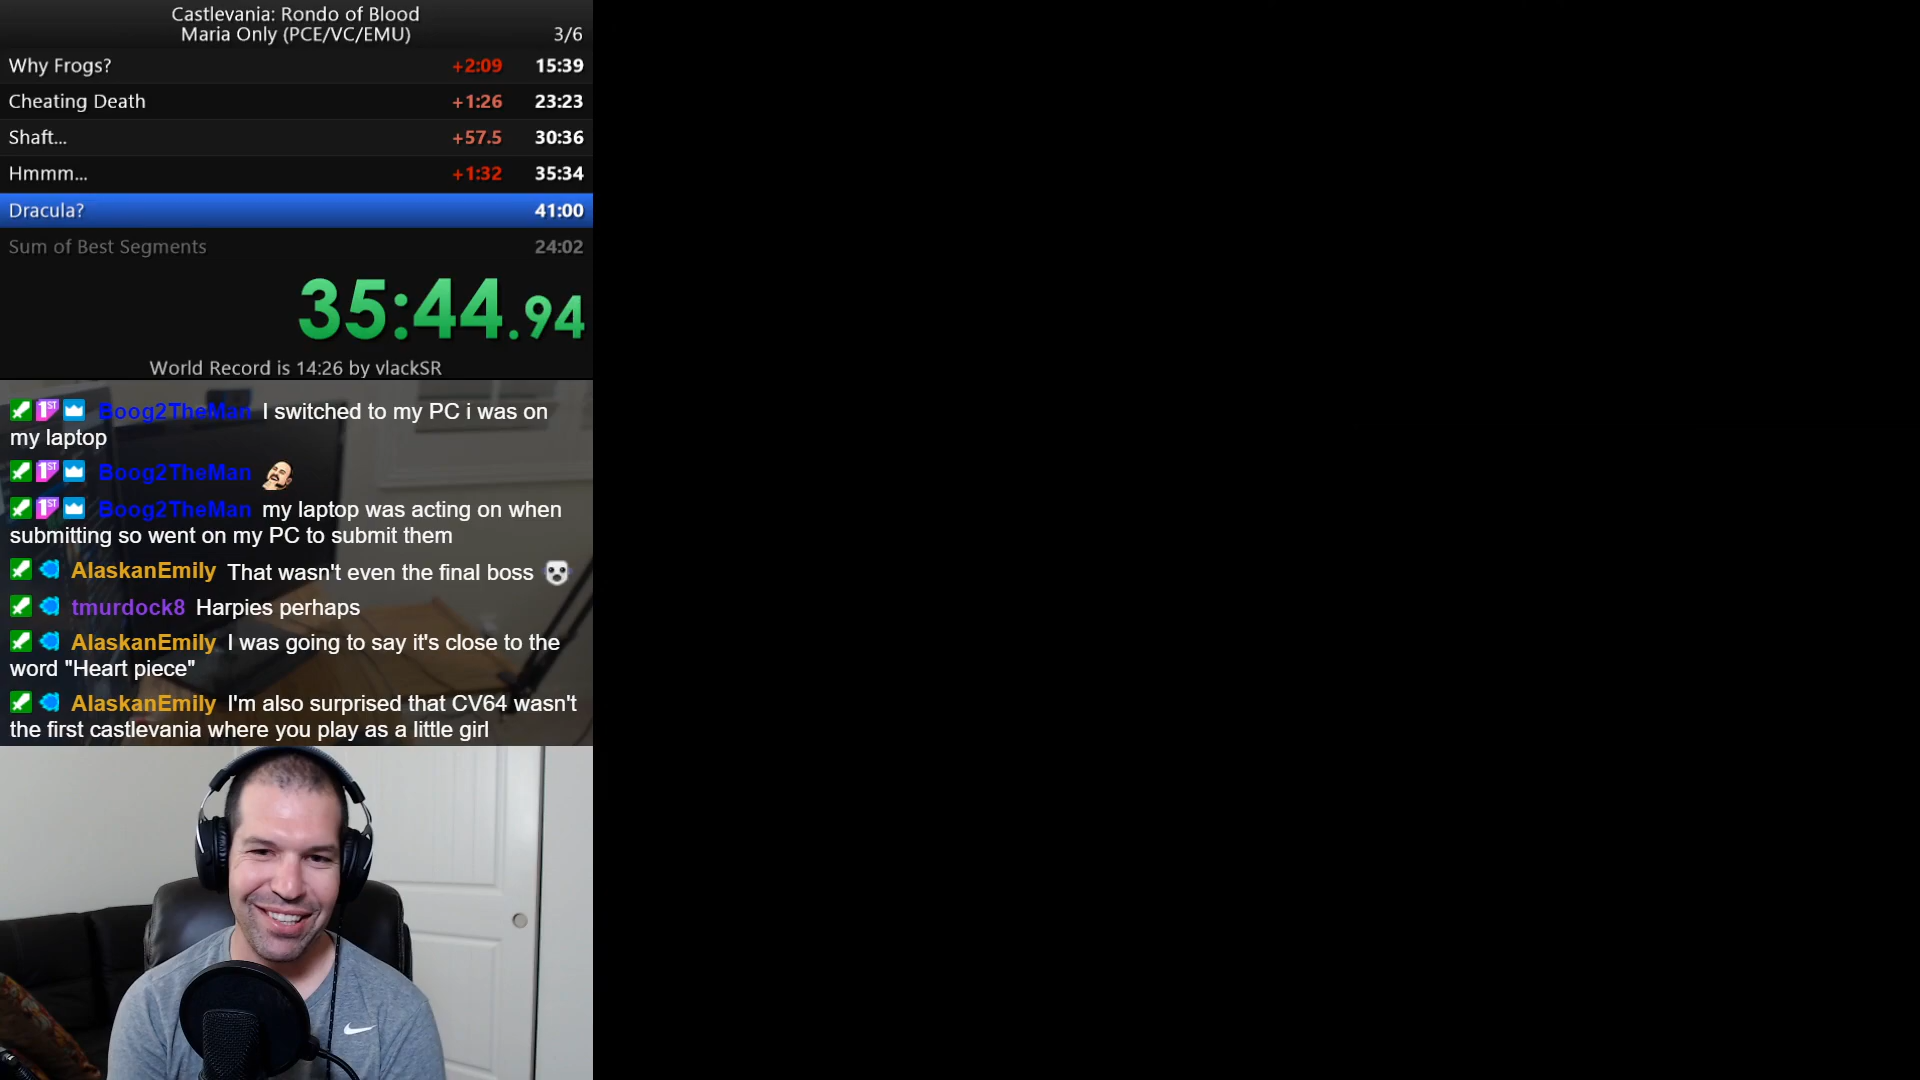 Castlevania: Rondo of Blood
Maria Only (PCE/VC/EMU) 3/6
Why Frogs? +2:09 15:39
Cheating Death +1:26 23:23
Shaft... +57.5 30:36
Hmmm... +1:32 35:34
Dracula? 41:00
Sum of Best Segments 24:02
35:44.94
World Record is 14:26 by vlackSR
1ST Boog2TheMan I switched to my PC i was on
my laptop
1ST Boog2TheMan
1ST Boog2TheMan my laptop was acting on when
submitting so went on my PC to submit them
AlaskanEmily That wasn't even the final boss
tmurdock8 Harpies perhaps
AlaskanEmily I was going to say it's close to the
word "Heart piece"
AlaskanEmily I'm also surprised that CV64 wasn't
the first castlevania where you play as a little girl